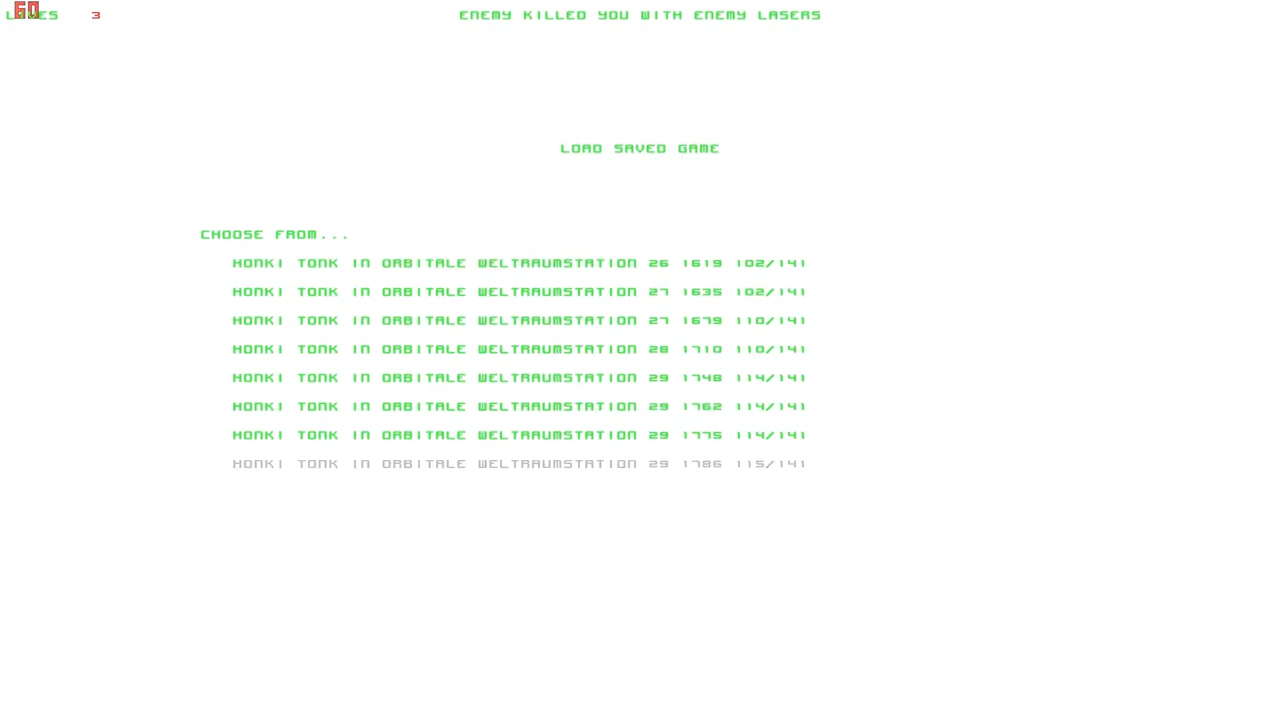 60
LIVES 3
ENEMY KILLED YOU WITH ENEMY LASERS
LOAD SAVED GAME
CHOOSE FROM...
HONKI TONK IN ORBITALE WELTRAUMSTATION 26 1619 102/141
HONKI TONK IN ORBITALE WELTRAUMSTATION 27 1635 102/141
HONKI TONK IN ORBITALE WELTRAUMSTATION 27 1679 110/141
HONKI TONK IN ORBITALE WELTRAUMSTATION 28 1710 110/141
HONKI TONK IN ORBITALE WELTRAUMSTATION 29 1748 114/141
HONKI TONK IN ORBITALE WELTRAUMSTATION 29 1762 114/141
HONKI TONK IN ORBITALE WELTRAUMSTATION 29 1775 114/141
HONKI TONK IN ORBITALE WELTRAUMSTATION 29 1786 115/141